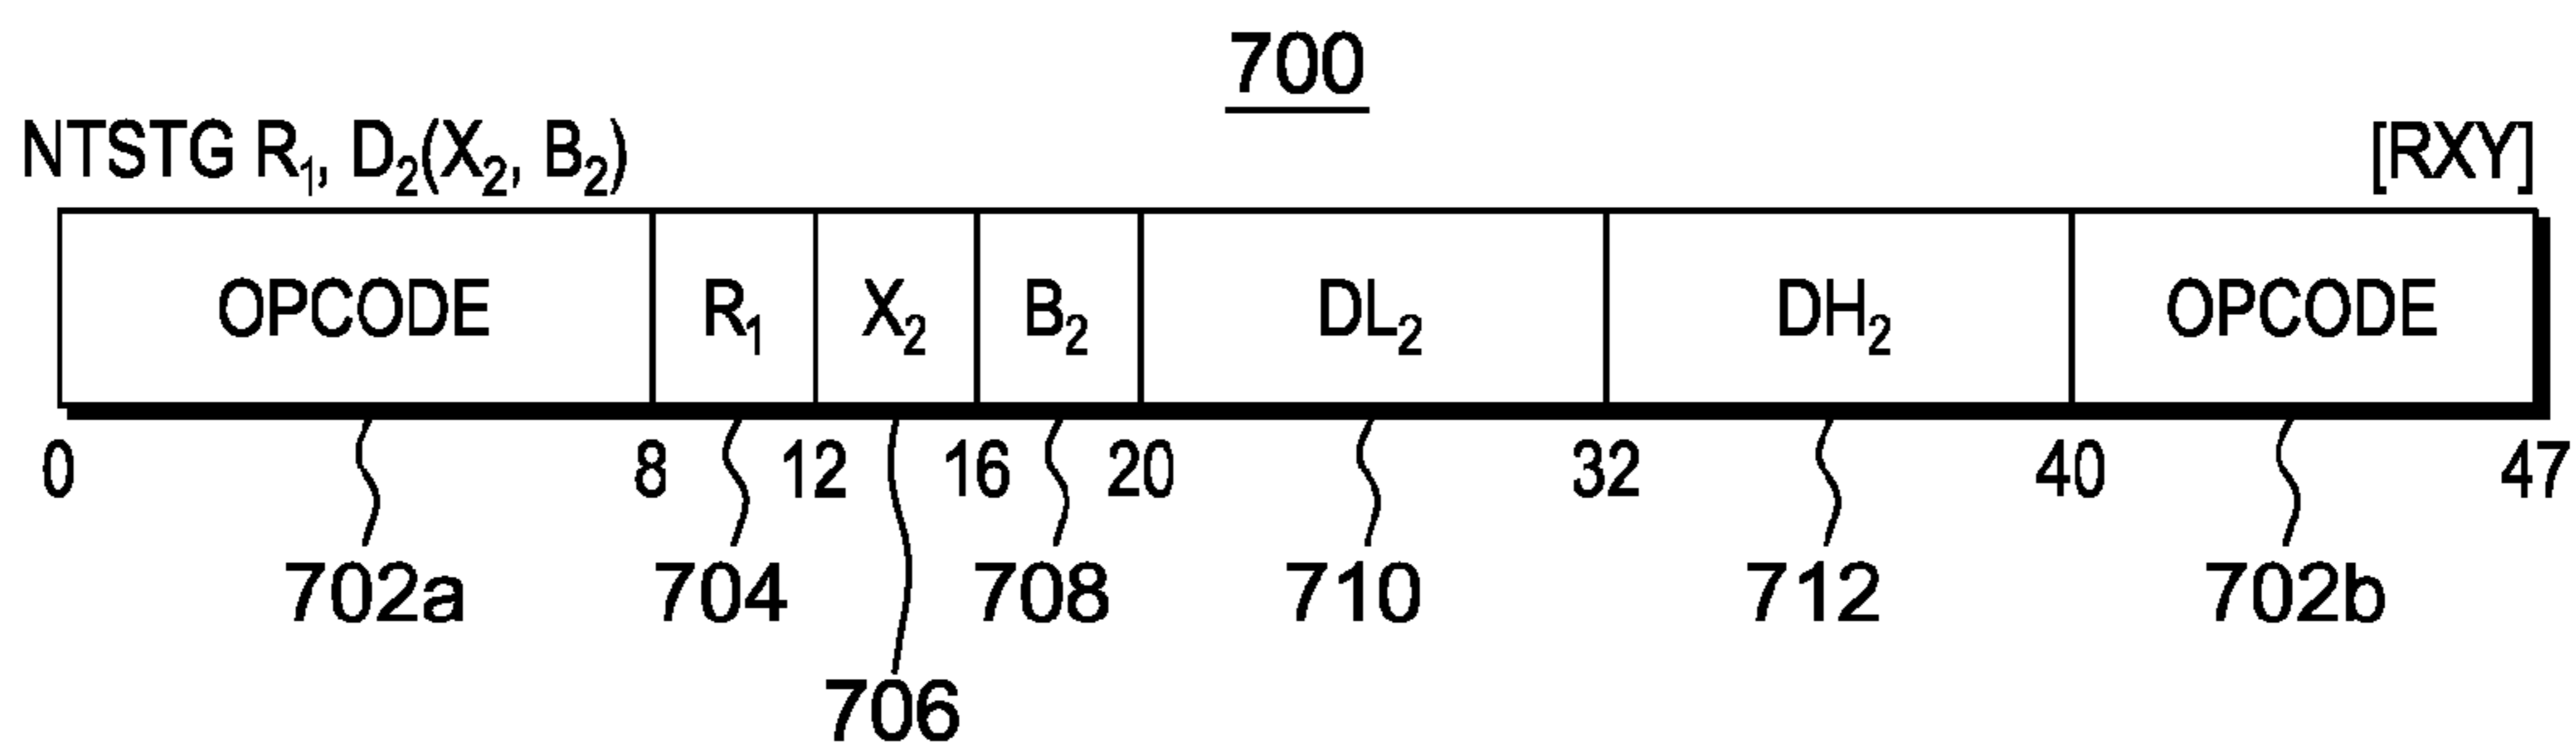 700
NTSTG R₁, D₂(X₂, B₂) [RXY]
OPCODE R₁ X₂ B₂ DL₂ DH₂ OPCODE
0 8 12 16 20 32 40 47
702a 704 708 710 712 702b
706